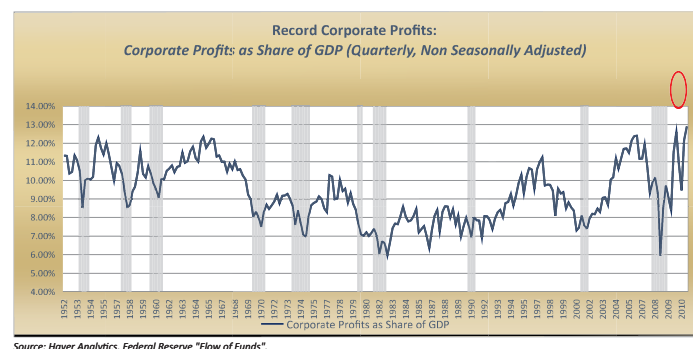 Record Corporate Profits:
Corporate Profits as Share of GDP (Quarterly, Non Seasonally Adjusted)
14.00%
13.00%
12.00%
11.00%
10.00%
9.00%
8.00%
7.00%
6.00%
5.00%
4.00%
1952 1953 1954 1955 1957 1958 1959 1960 1962 1963 1964 1965 1967 1968 1969 1970 1972 1973 1974 1975 1977 1978 1979 1980 1982 1983 1984 1985 1987 1988 1989 1990 1992 1993 1994 1995 1997 1998 1999 2000 2002 2003 2004 2005 2007 2008 2009 2010
Corporate Profits as Share of GDP
Source: Haver Analytics, Federal Reserve "Flow of Funds".